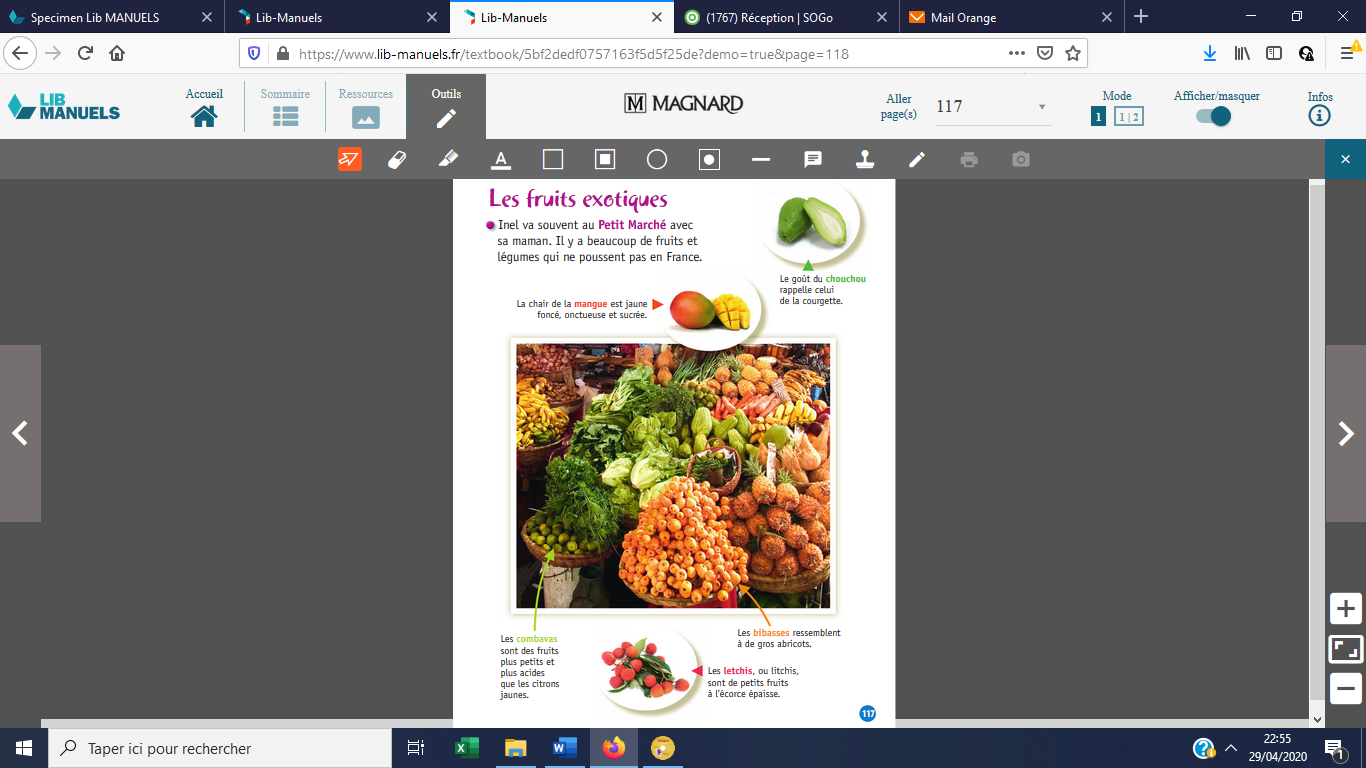 Specimen Lib MANUELS
Lib-Manuels
Lib-Manuels
(1767) Réception | SOGo
Mail Orange
https://www.lib-manuels.fr/textbook/5bf2dedf0757163f5d5f25de?demo=true&page=118
LIB
MANUELS
Accueil
Sommaire
Ressources
Outils
MAGNARD
Aller
page(s)
117
Mode
1
1 | 2
Afficher/masquer
Infos
A
Les fruits exotiques
Inel va souvent au Petit Marché avec
sa maman. Il y a beaucoup de fruits et
légumes qui ne poussent pas en France.
Le goût du chouchou
rappelle celui
de la courgette.
La chair de la mangue est jaune
foncé, onctueuse et sucrée.
Les combavas
sont des fruits
plus petits et
plus acides
que les citrons
jaunes.
Les bibasses ressemblent
à de gros abricots.
Les letchis, ou litchis,
sont de petits fruits
à l'écorce épaisse.
117
Taper ici pour rechercher
22:55
29/04/2020
1